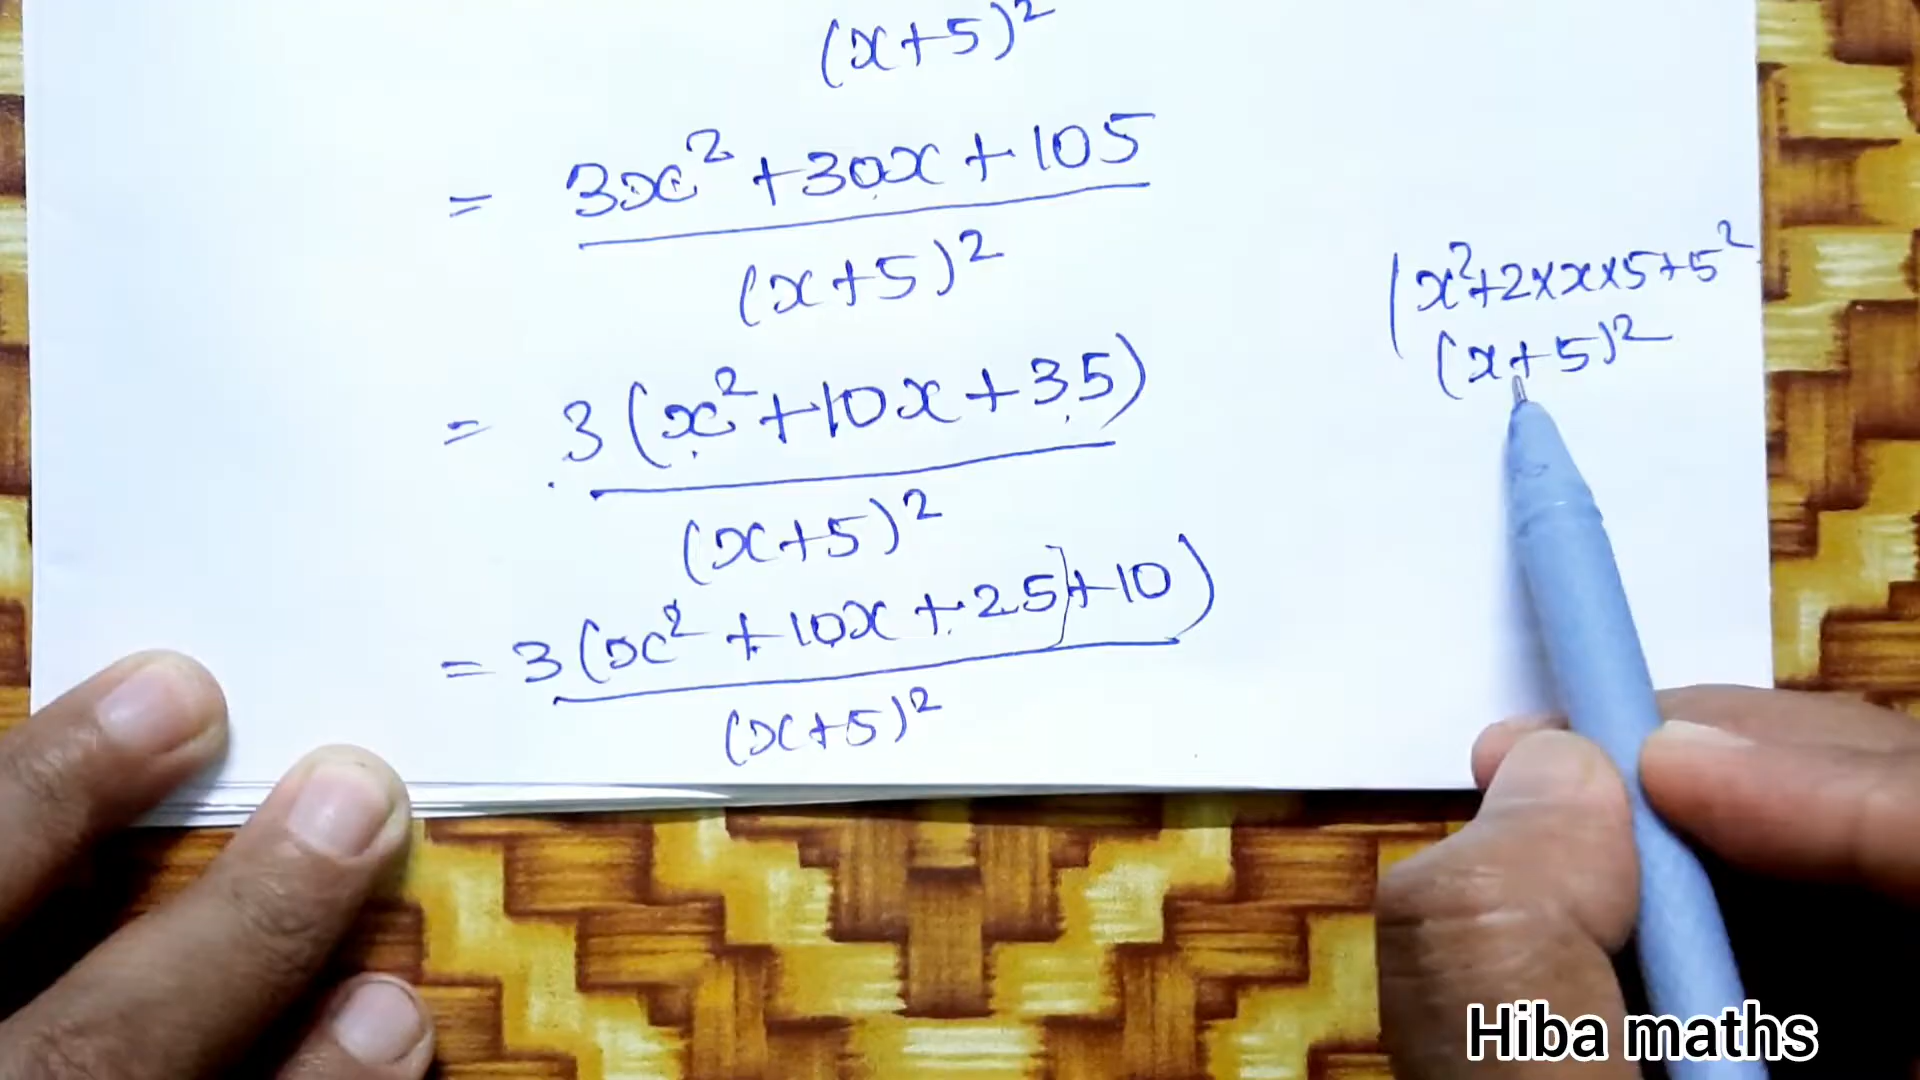 (x+5)²
= 3x²+30x+105
(x+5)²
= 3(x²+10x+35)
(x+5)²
= 3(x²+10x+25)+10)
(x+5)²
(x²+2×x×5+5²
(x+5)²
Hiba maths